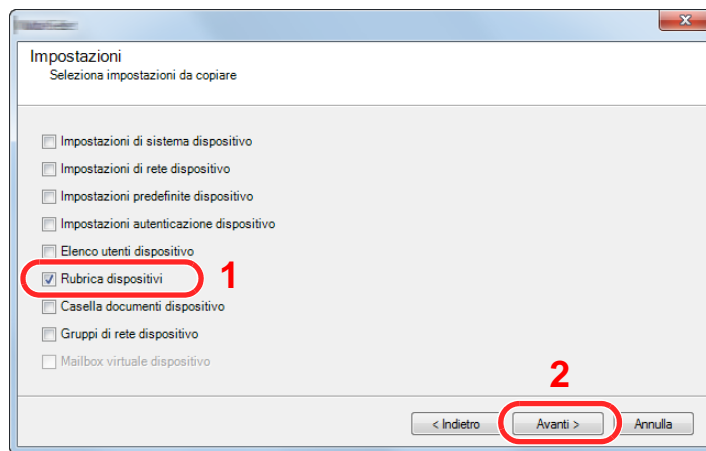 Impostazioni
Seleziona impostazioni da copiare
Impostazioni di sistema dispositivo
Impostazioni di rete dispositivo
Impostazioni predefinite dispositivo
Impostazioni autenticazione dispositivo
Elenco utenti dispositivo
Rubrica dispositivi 1
Casella documenti dispositivo
Gruppi di rete dispositivo
Mailbox virtuale dispositivo
2
< Indietro Avanti > Annulla